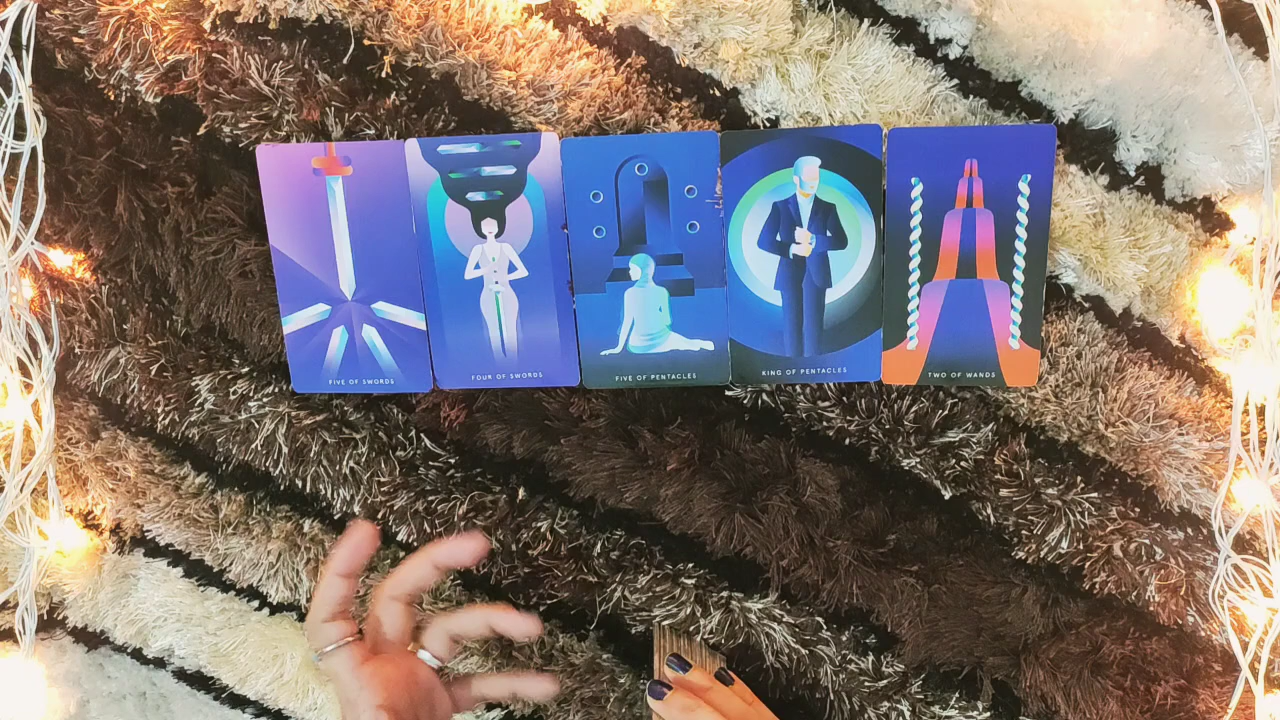 FIVE OF SWORDS
FOUR OF SWORDS
FIVE OF PENTACLES
KING OF PENTACLES
TWO OF WANDS